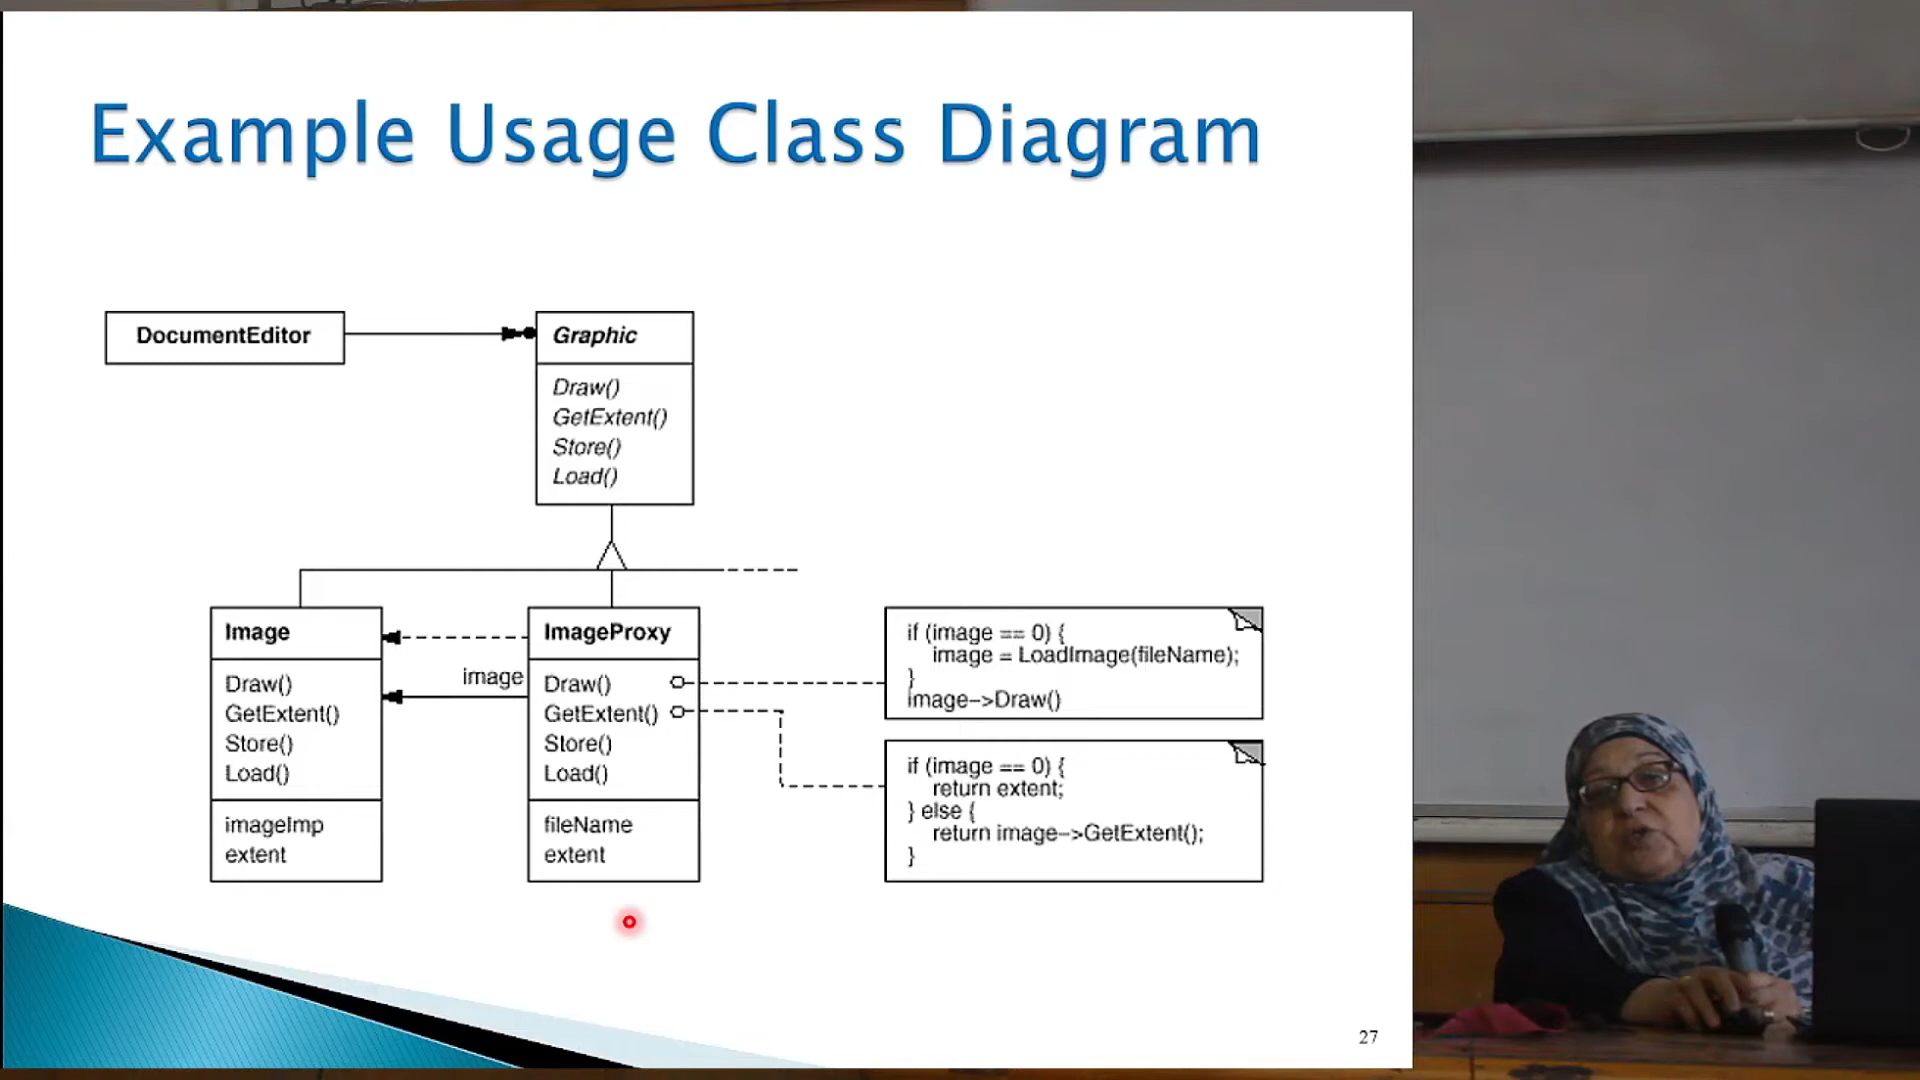 Example Usage Class Diagram
DocumentEditor
Graphic
Draw()
GetExtent()
Store()
Load()
Image
Draw()
GetExtent()
Store()
Load()
imageImp
extent
image
ImageProxy
Draw()
GetExtent()
Store()
Load()
fileName
extent
if (image == 0) {
image = LoadImage(fileName);
}
image->Draw()
if (image == 0) {
return extent;
} else {
return image->GetExtent();
}
27